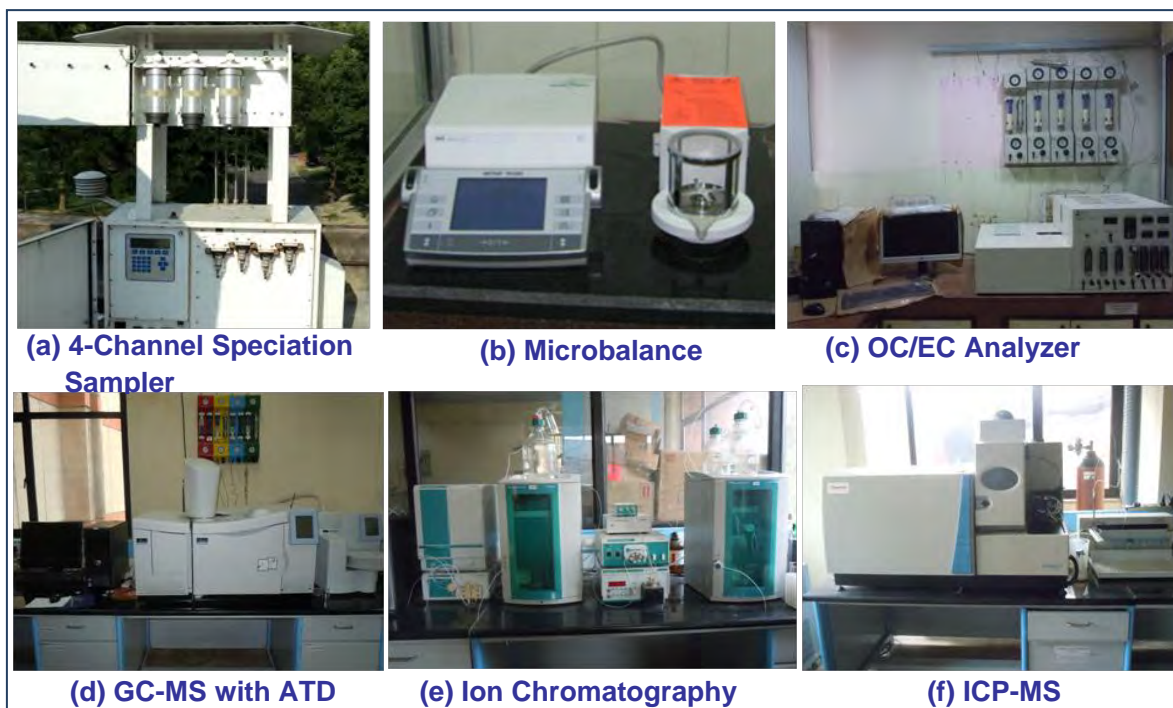 (a) 4-Channel Speciation
Sampler
(b) Microbalance
(c) OC/EC Analyzer
(d) GC-MS with ATD
(e) Ion Chromatography
(f) ICP-MS